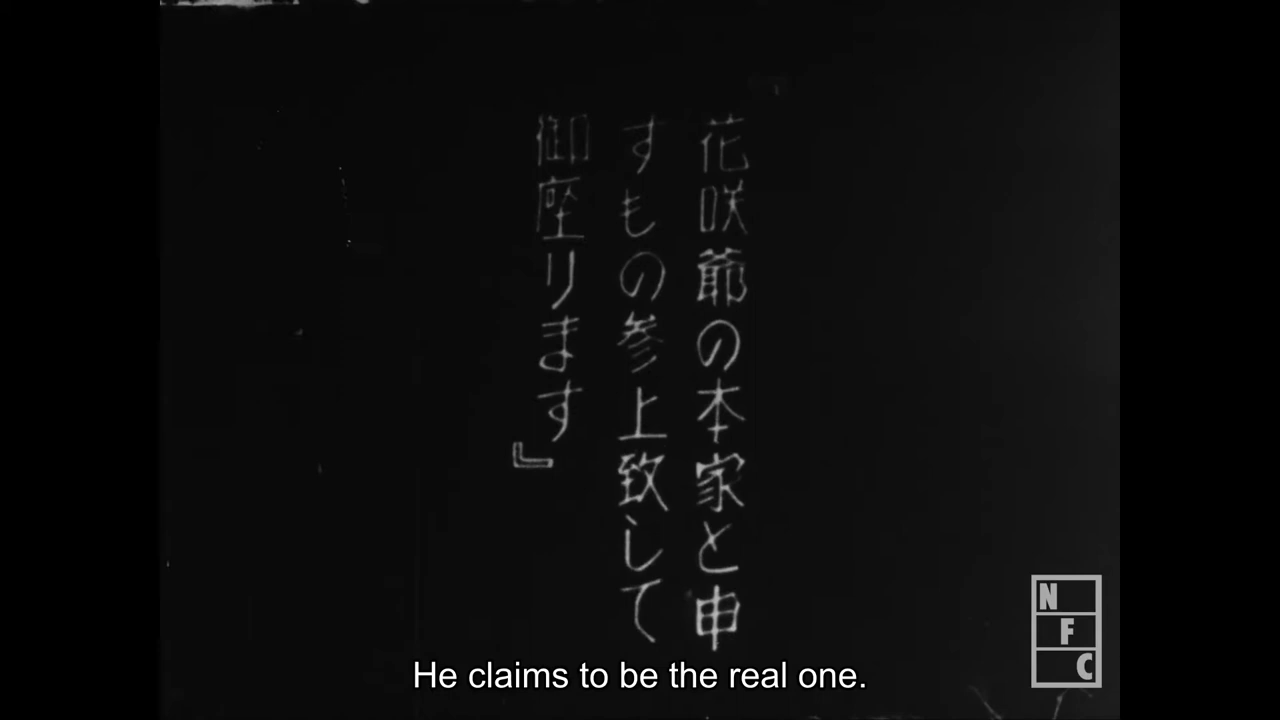 花咲爺の本家と申
すもの参上致して
御座ります』
He claims to be the real one.
NFC